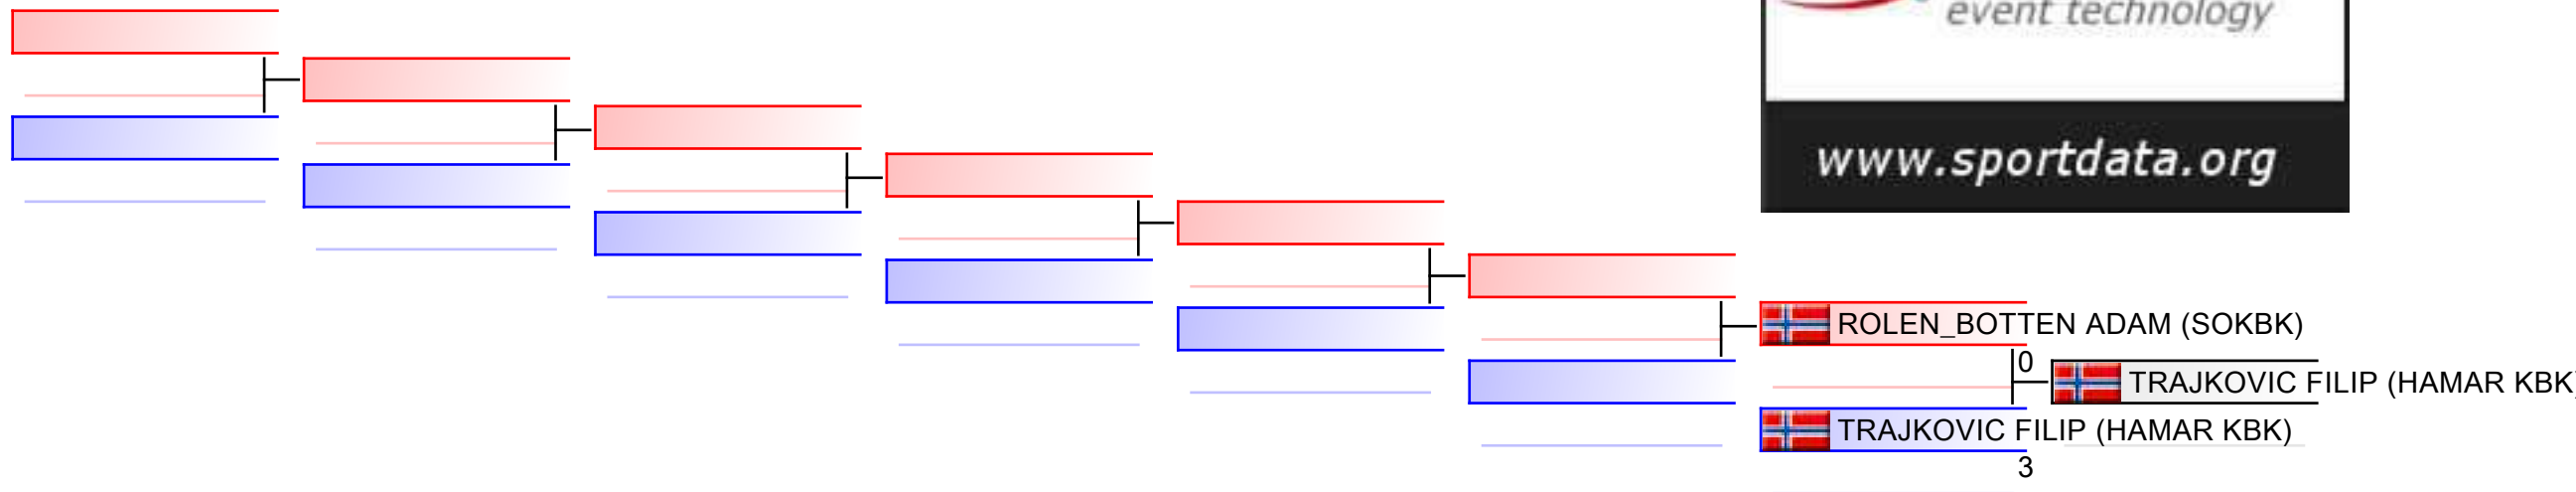 event technology
www.sportdata.org
ROLEN_BOTTEN ADAM (SOKBK)
0
TRAJKOVIC FILIP (HAMAR KBK)
TRAJKOVIC FILIP (HAMAR KBK)
3